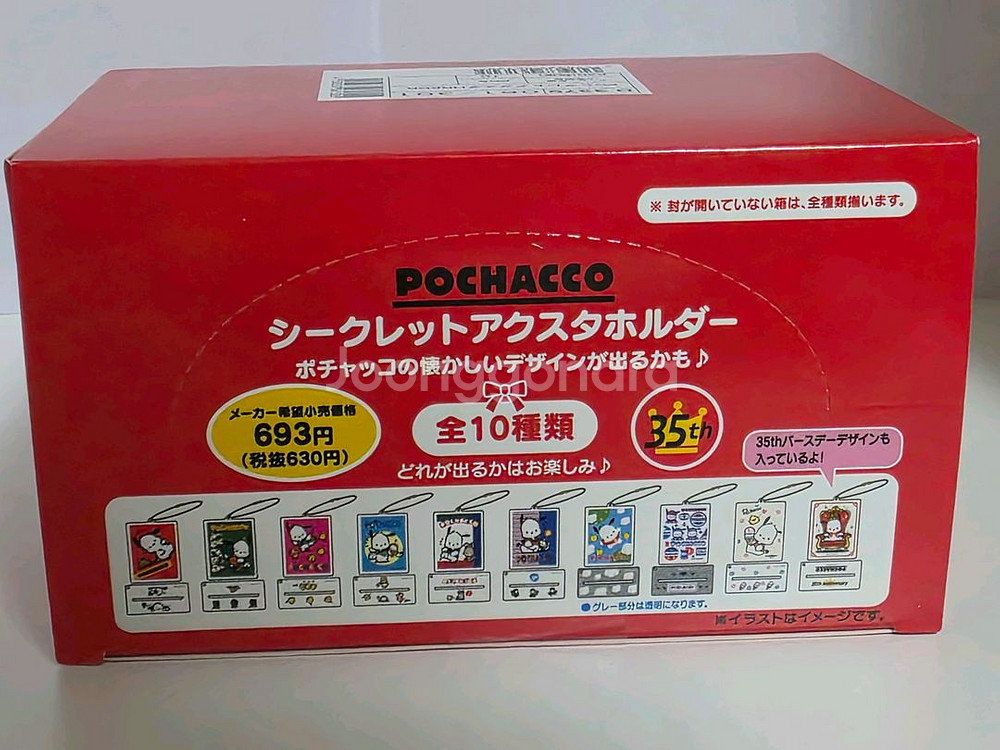 ※ 封が開いていない箱は、全種類揃います。
POCHACCO
シークレットアクスタホルダー
ポチャッコの懐かしいデザインが出るかも♪
Joonggonara
メーカー希望小売価格
693円
(税抜630円)
全10種類
どれが出るかはお楽しみ♪
35th
35thバースデーデザインも
入っているよ!
POCHACCO
●グレー部分は透明になります。
※イラストはイメージです。